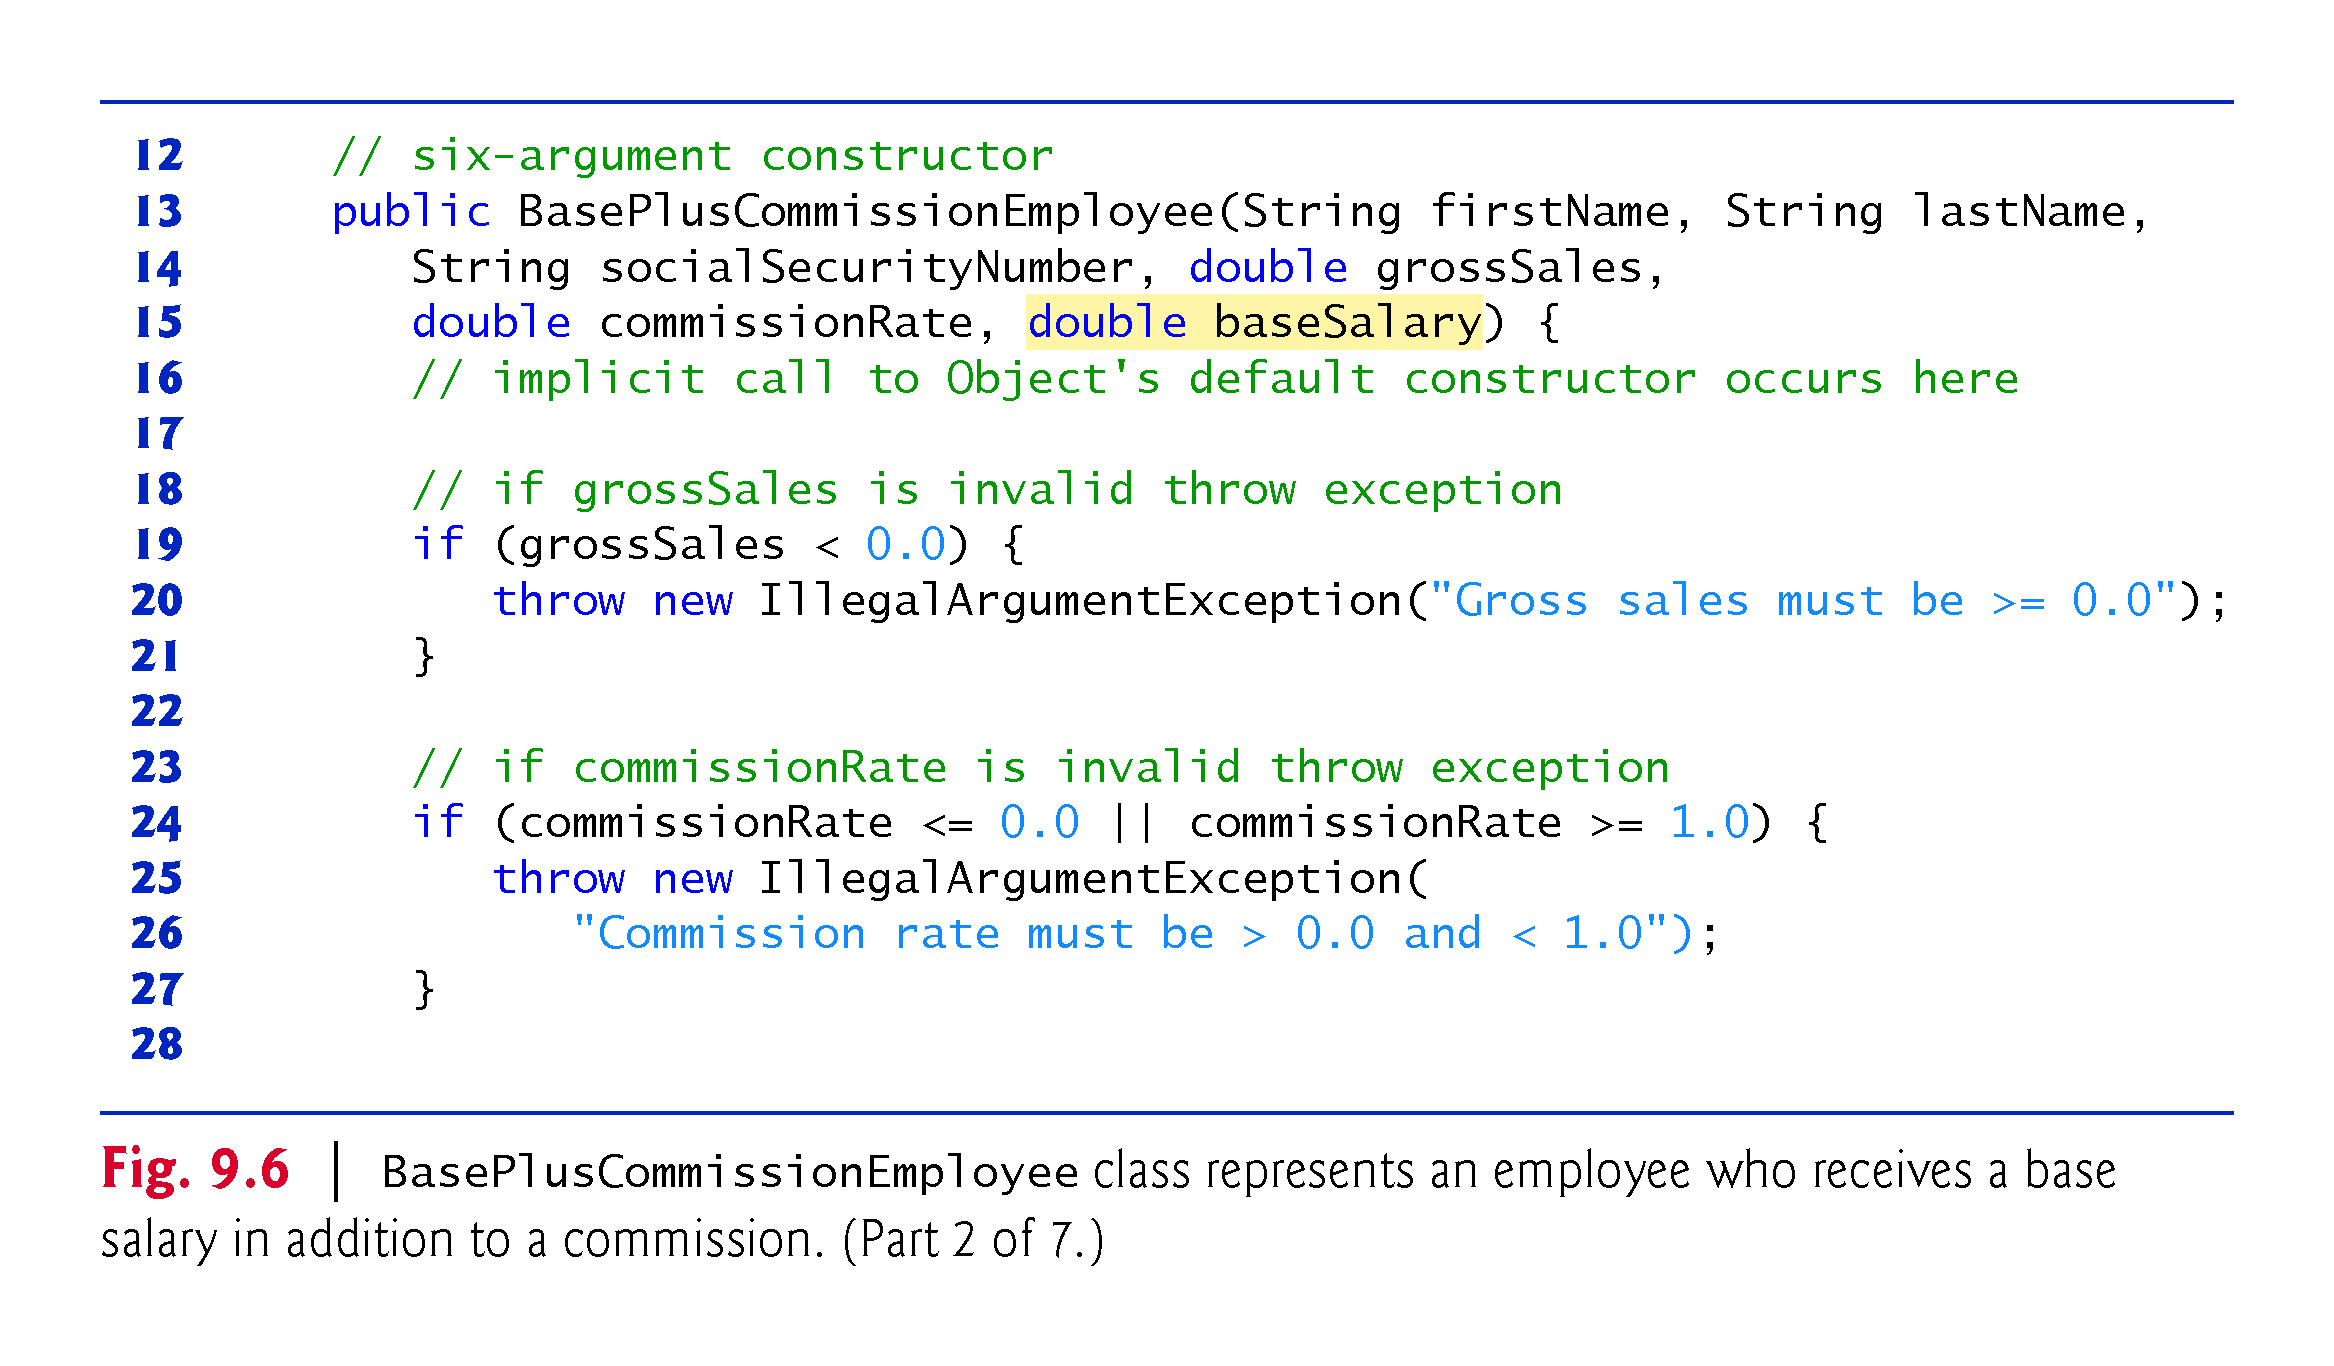 12 // six-argument constructor
13 public BasePlusCommissionEmployee(String firstName, String lastName,
14 String socialSecurityNumber, double grossSales,
15 double commissionRate, double baseSalary) {
16 // implicit call to Object's default constructor occurs here
17
18 // if grossSales is invalid throw exception
19 if (grossSales < 0.0) {
20 throw new IllegalArgumentException("Gross sales must be >= 0.0");
21 }
22
23 // if commissionRate is invalid throw exception
24 if (commissionRate <= 0.0 || commissionRate >= 1.0) {
25 throw new IllegalArgumentException(
26 "Commission rate must be > 0.0 and < 1.0");
27 }
28
Fig. 9.6 | BasePlusCommissionEmployee class represents an employee who receives a base
salary in addition to a commission. (Part 2 of 7.)